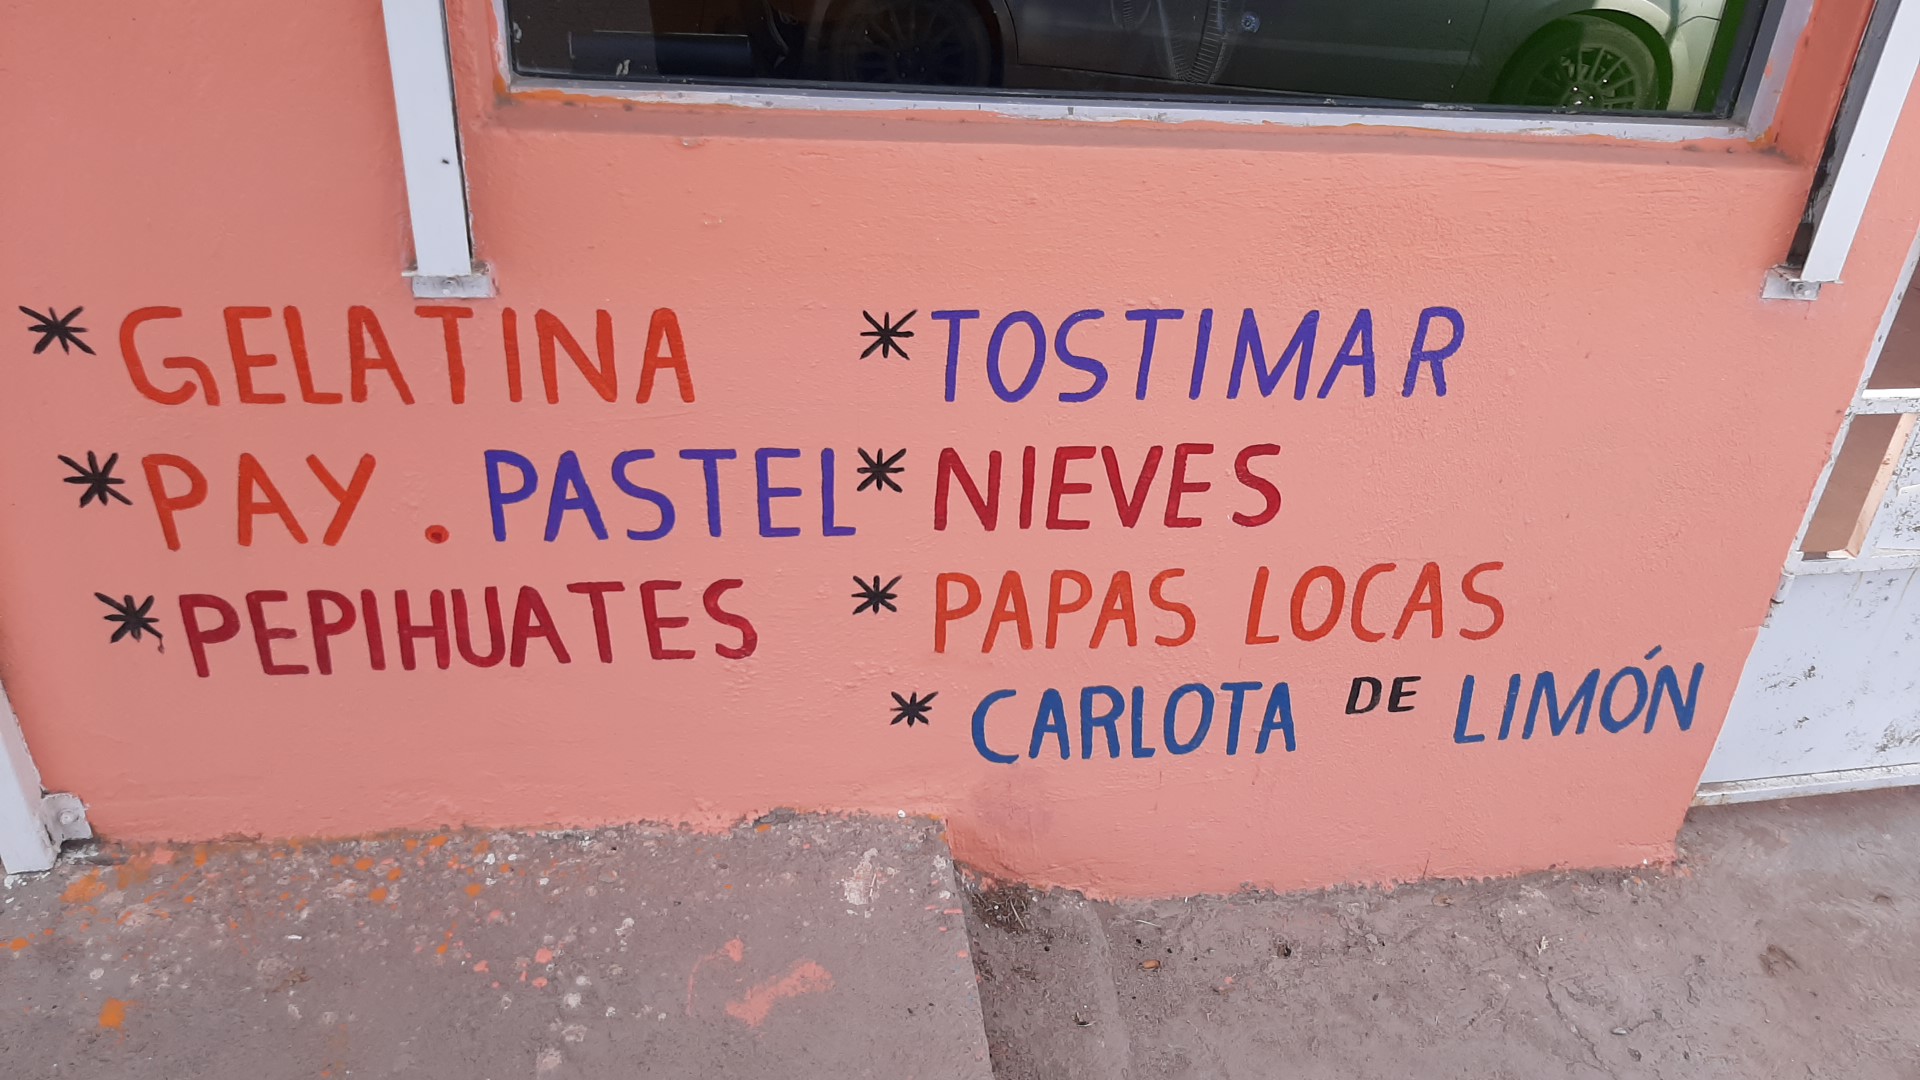 * GELATINA
* PAY . PASTEL
* PEPIHUATES
* TOSTIMAR
* NIEVES
* PAPAS LOCAS
* CARLOTA DE LIMÓN